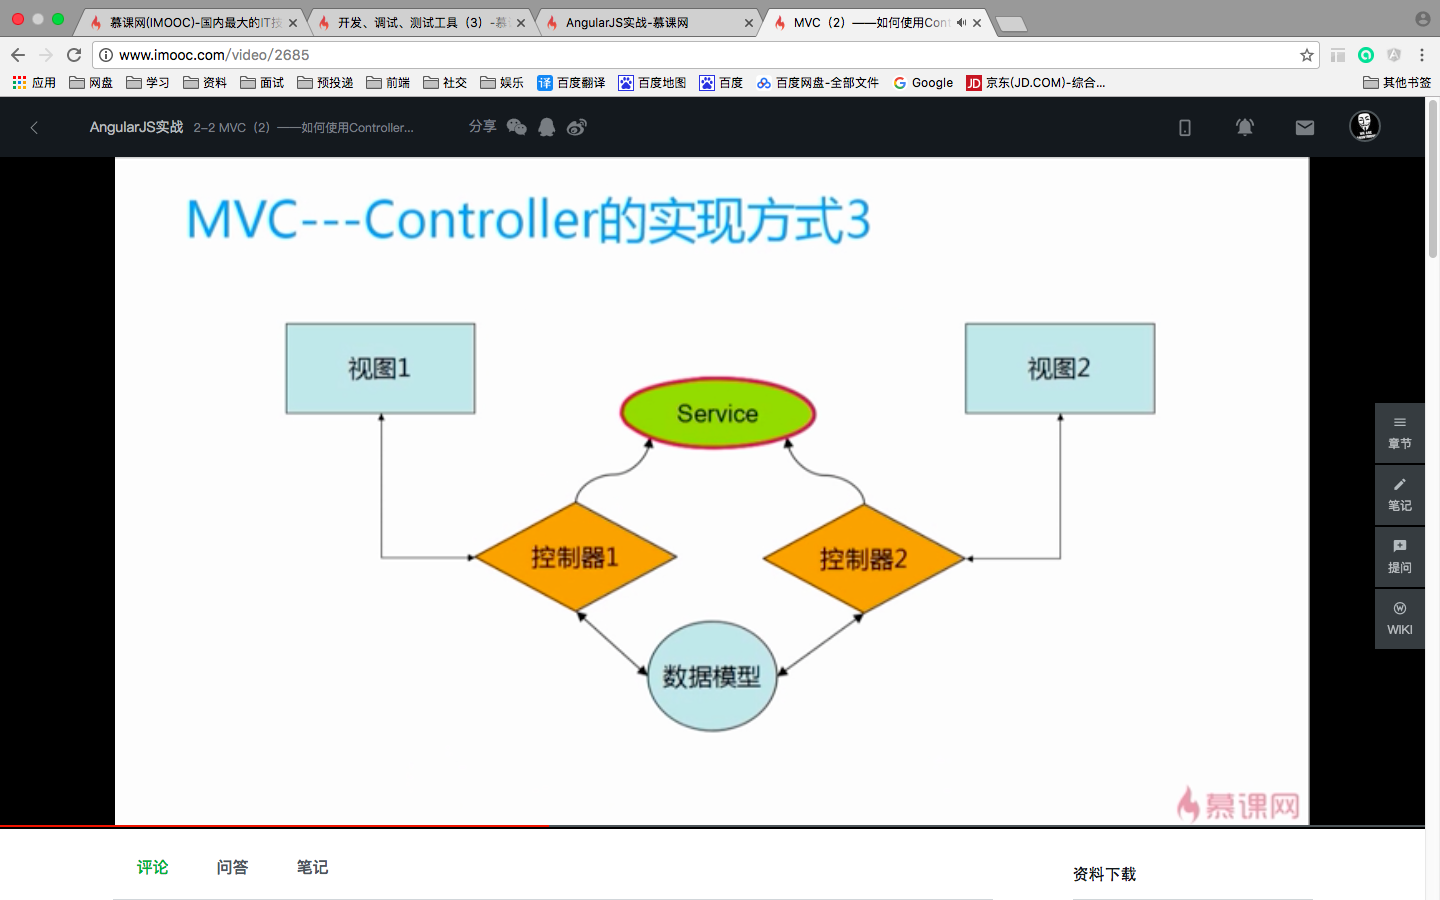 慕课网(IMOOC)-国内最大的IT技
开发、调试、测试工具（3）-慕
AngularJS实战-慕课网
MVC（2）——如何使用Cont
www.imooc.com/video/2685
应用 网盘 学习 资料 面试 预投递 前端 社交 娱乐 译 百度翻译 百度地图 百度 百度网盘-全部文件 Google JD 京东(JD.COM)-综合... 其他书签
AngularJS实战 2-2 MVC（2）——如何使用Controller... 分享
MVC---Controller的实现方式3
视图1
视图2
Service
控制器1
控制器2
数据模型
章节
笔记
提问
WIKI
慕课网
评论 问答 笔记
资料下载